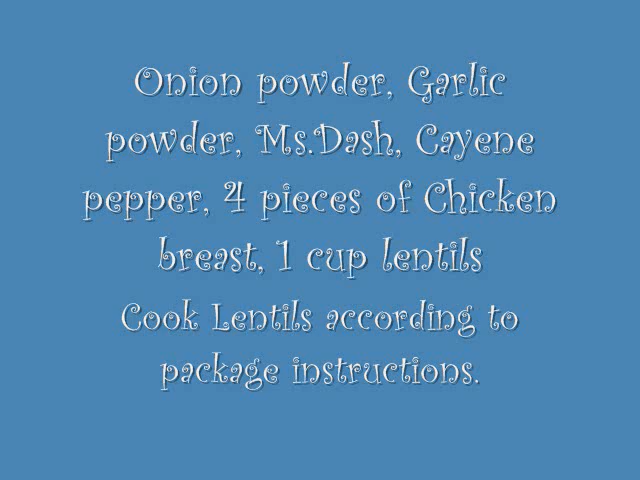 Onion powder, Garlic
powder, Ms.Dash, Cayene
pepper, 4 pieces of Chicken
breast, 1 cup lentils
Cook Lentils according to
package instructions.